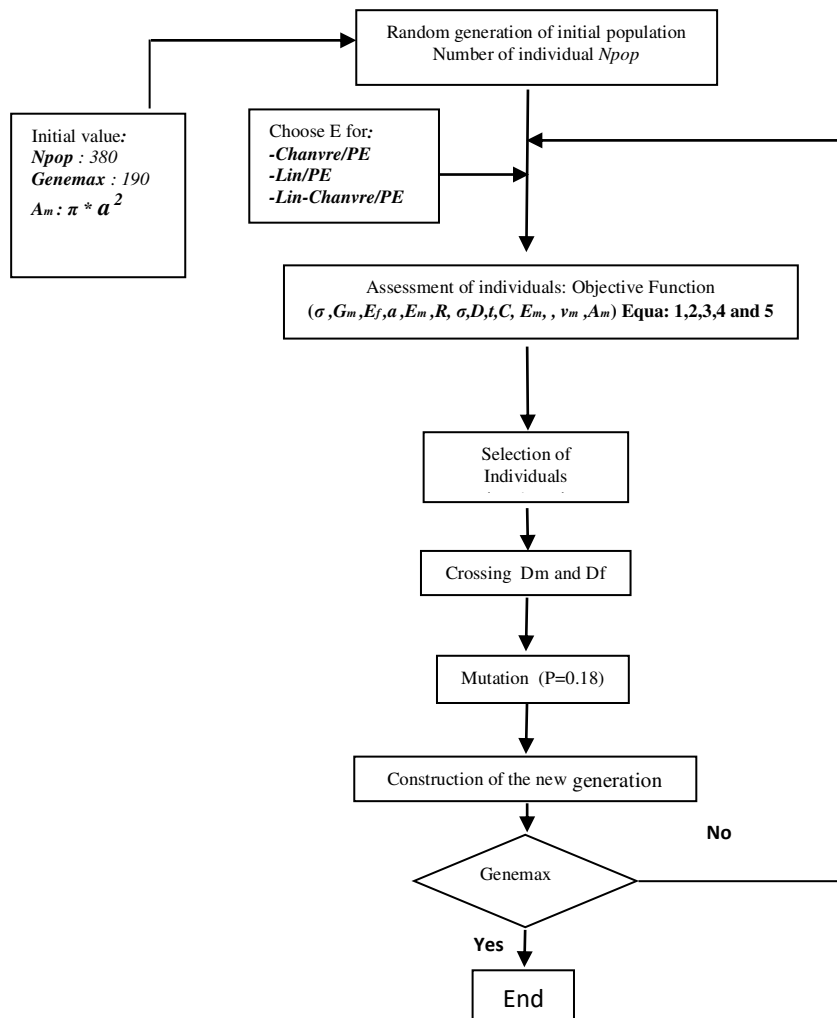 Random generation of initial population
Number of individual Npop
Initial value:
Npop : 380
Genemax : 190
Am : π * a²
Choose E for:
-Chanvre/PE
-Lin/PE
-Lin-Chanvre/PE
Assessment of individuals: Objective Function
(σ ,Gm ,Ef ,a ,Em ,R, σ,D,t,C, Em, , vm ,Am) Equa: 1,2,3,4 and 5
Selection of
Individuals
Crossing Dm and Df
Mutation (P=0.18)
Construction of the new generation
No
Genemax
Yes
End